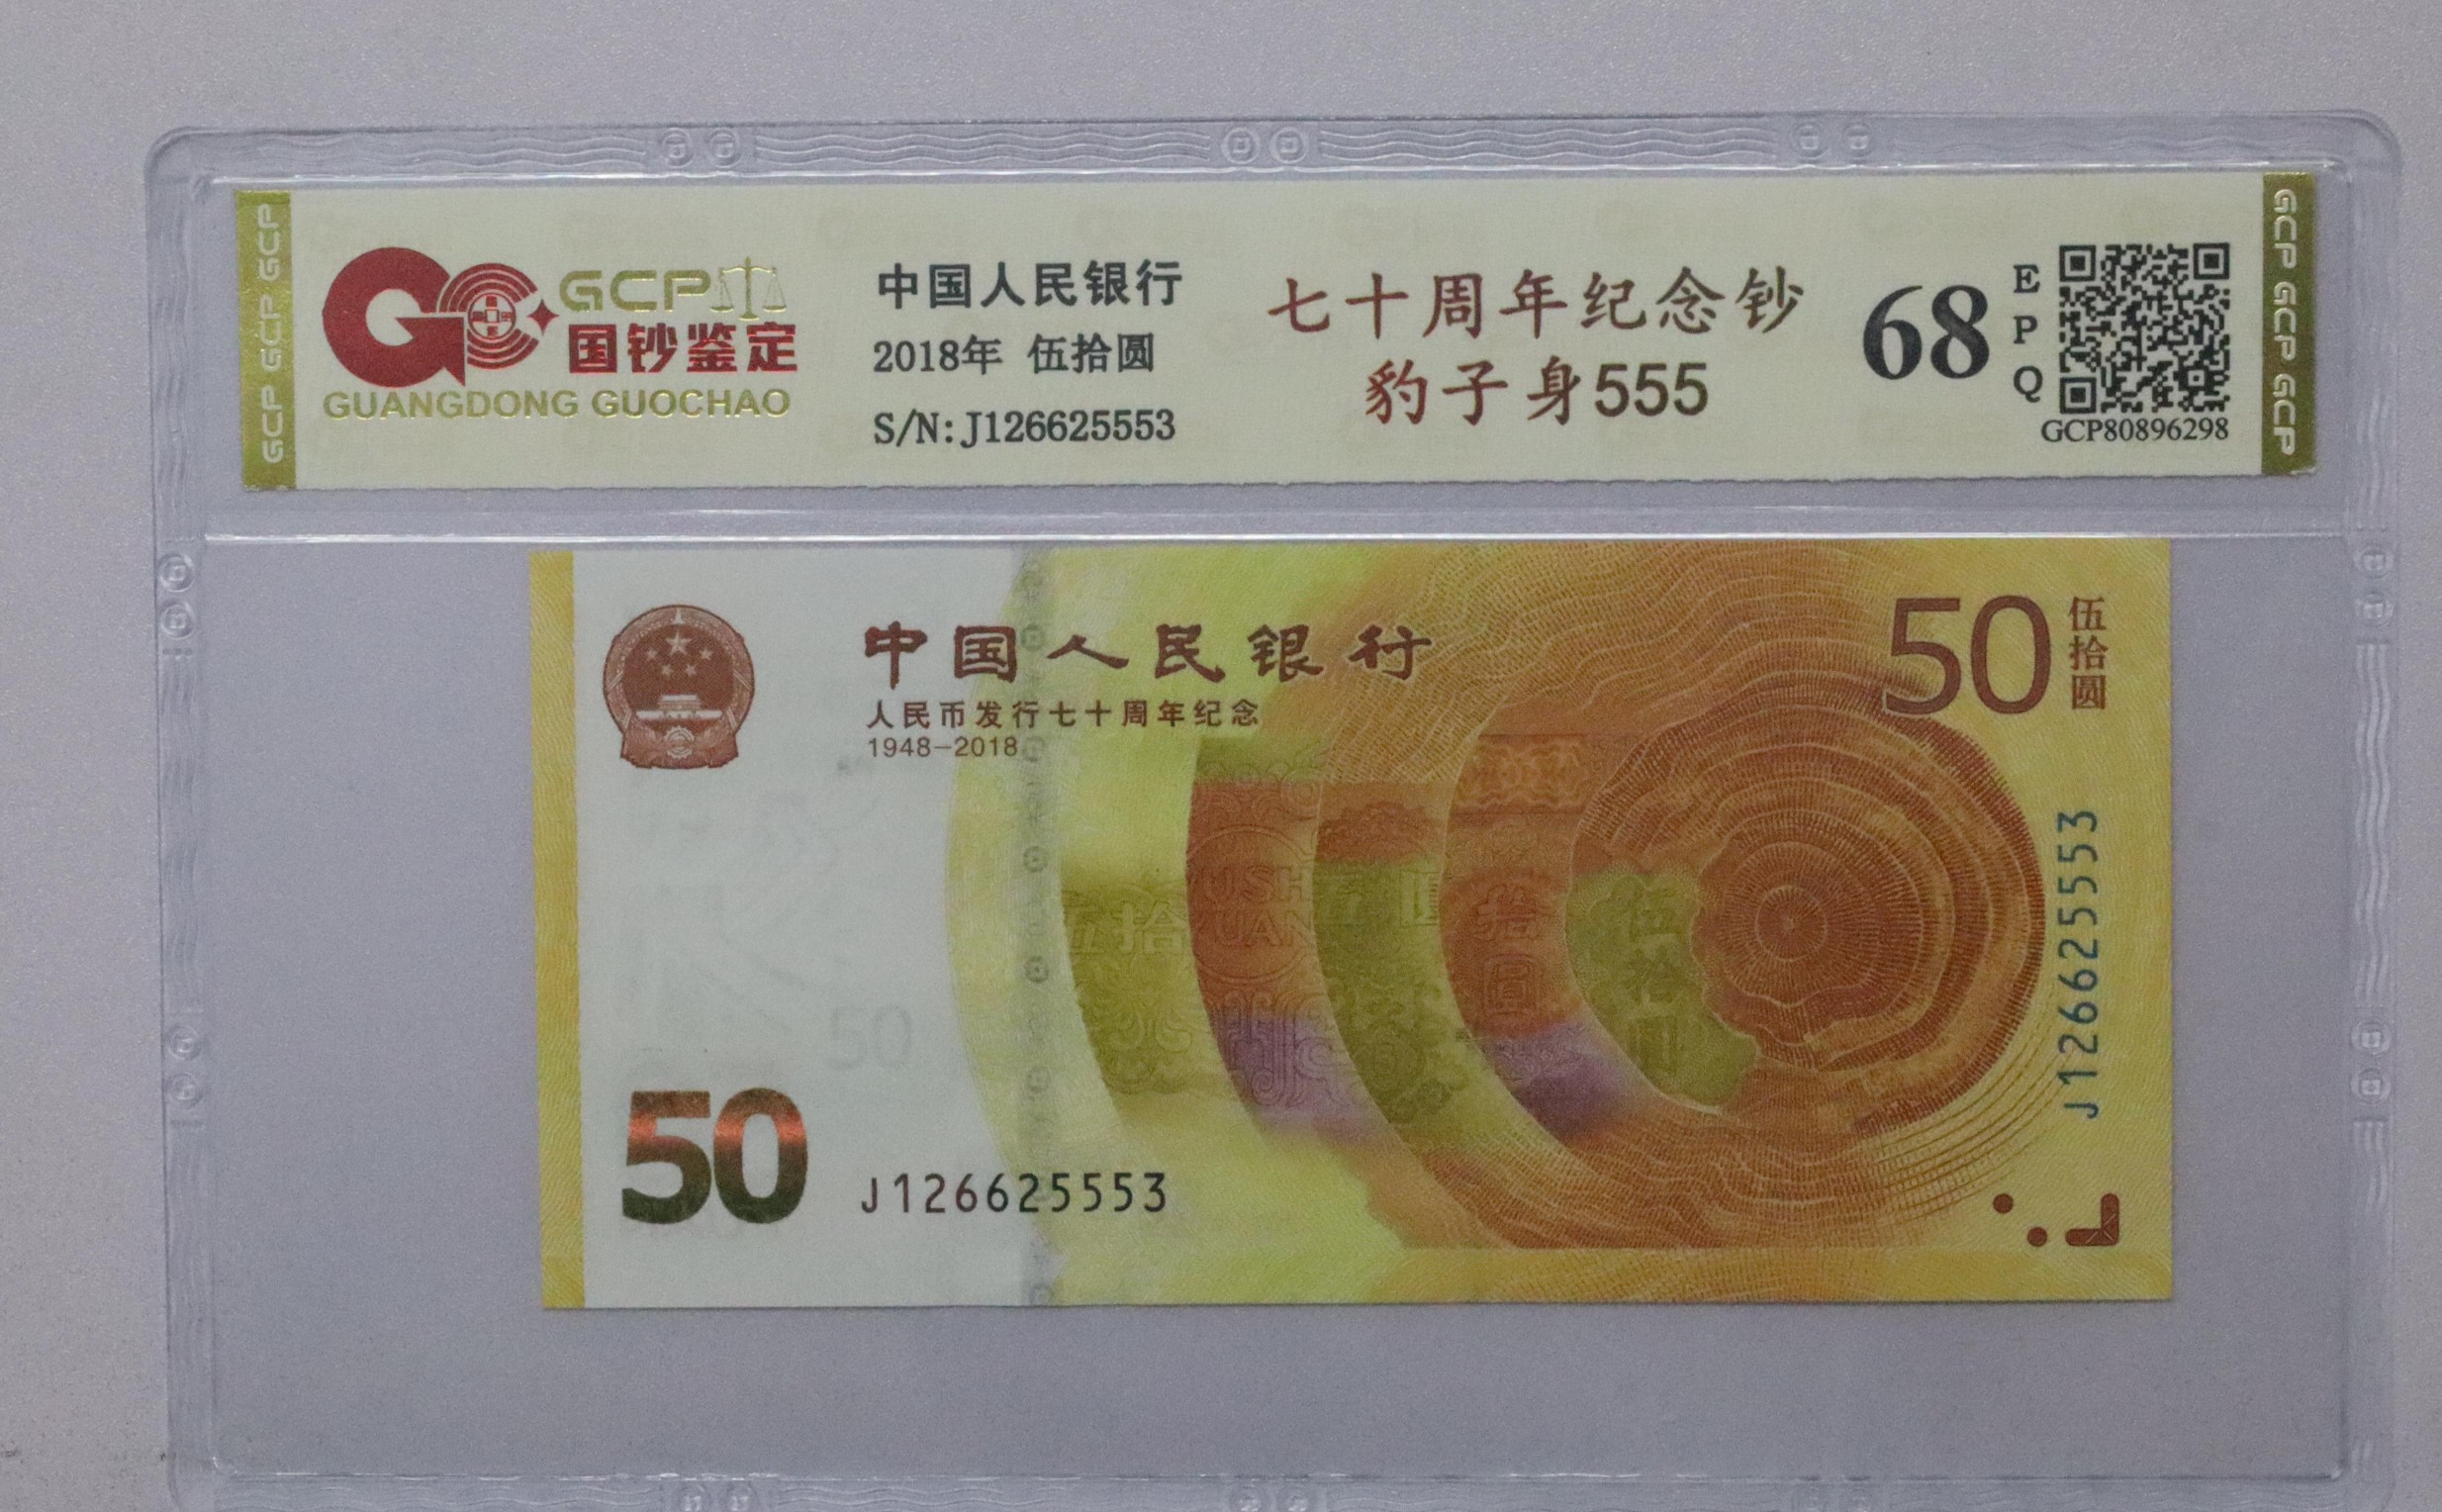 GCP GCP GCP
GCP
国钞鉴定
GUANGDONG GUOCHAO
中国人民银行
2018年 伍拾圆
S/N:J126625553
七十周年纪念钞
豹子身555
68
E
P
Q
GCP80896298
GCP GCP GCP
中国人民银行
人民币发行七十周年纪念
1948-2018
50
伍拾圆
J126625553
50
50
J126625553